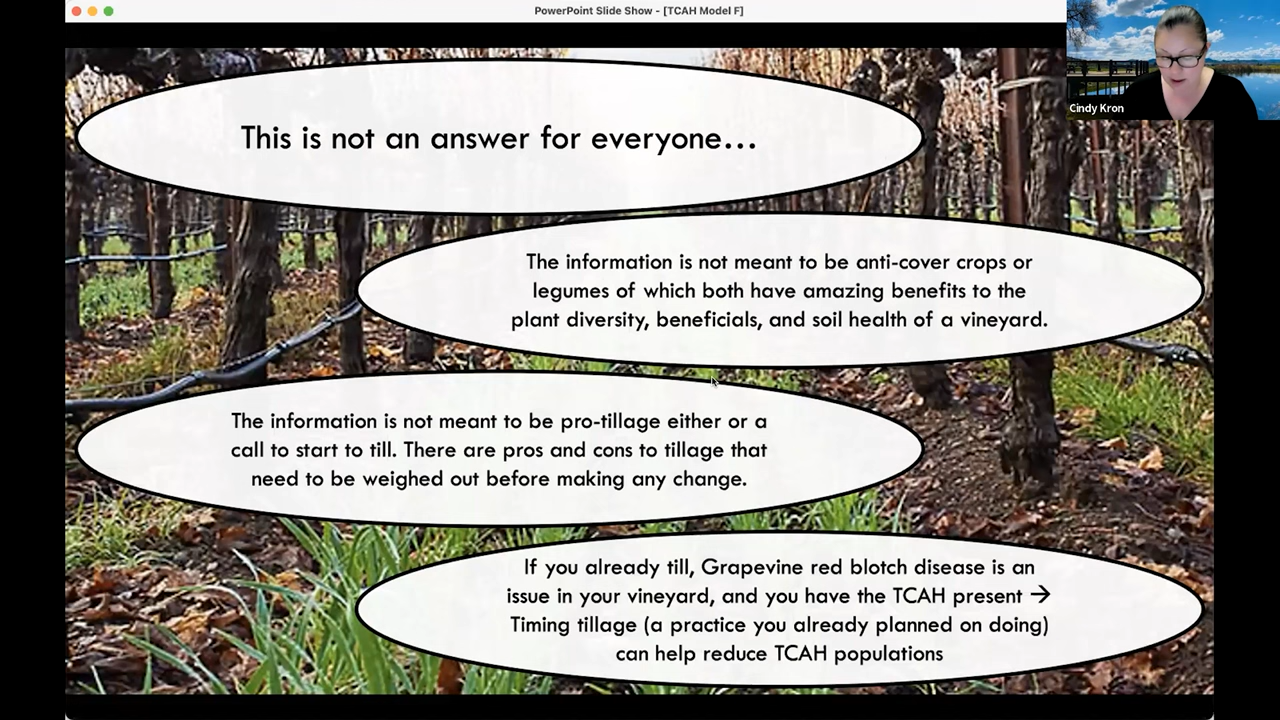 PowerPoint Slide Show - [TCAH Model F]
Cindy Kron
This is not an answer for everyone...
The information is not meant to be anti-cover crops or
legumes of which both have amazing benefits to the
plant diversity, beneficials, and soil health of a vineyard.
The information is not meant to be pro-tillage either or a
call to start to till. There are pros and cons to tillage that
need to be weighed out before making any change.
If you already till, Grapevine red blotch disease is an
issue in your vineyard, and you have the TCAH present →
Timing tillage (a practice you already planned on doing)
can help reduce TCAH populations